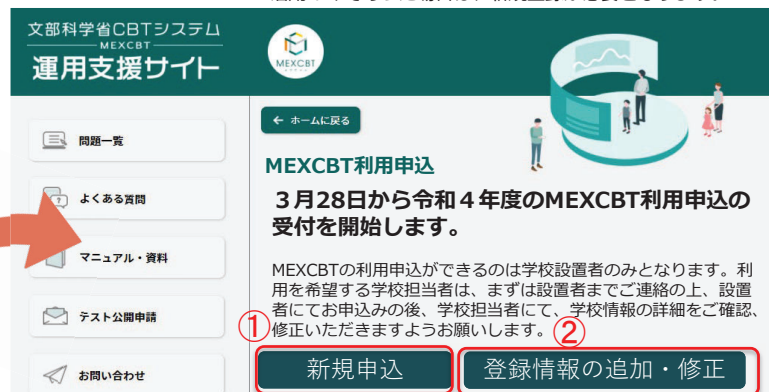 文部科学省CBTシステム
MEXCBT
運用支援サイト
MEXCBT
← ホームに戻る
問題一覧
よくある質問
マニュアル・資料
テスト公開申請
お問い合わせ
MEXCBT利用申込
3月28日から令和4年度のMEXCBT利用申込の
受付を開始します。
MEXCBTの利用申込ができるのは学校設置者のみとなります。利
用を希望する学校担当者は、まずは設置者までご連絡の上、設置
者にてお申込みの後、学校担当者にて、学校情報の詳細をご確認、
修正いただきますようお願いします。
①
新規申込
②
登録情報の追加・修正